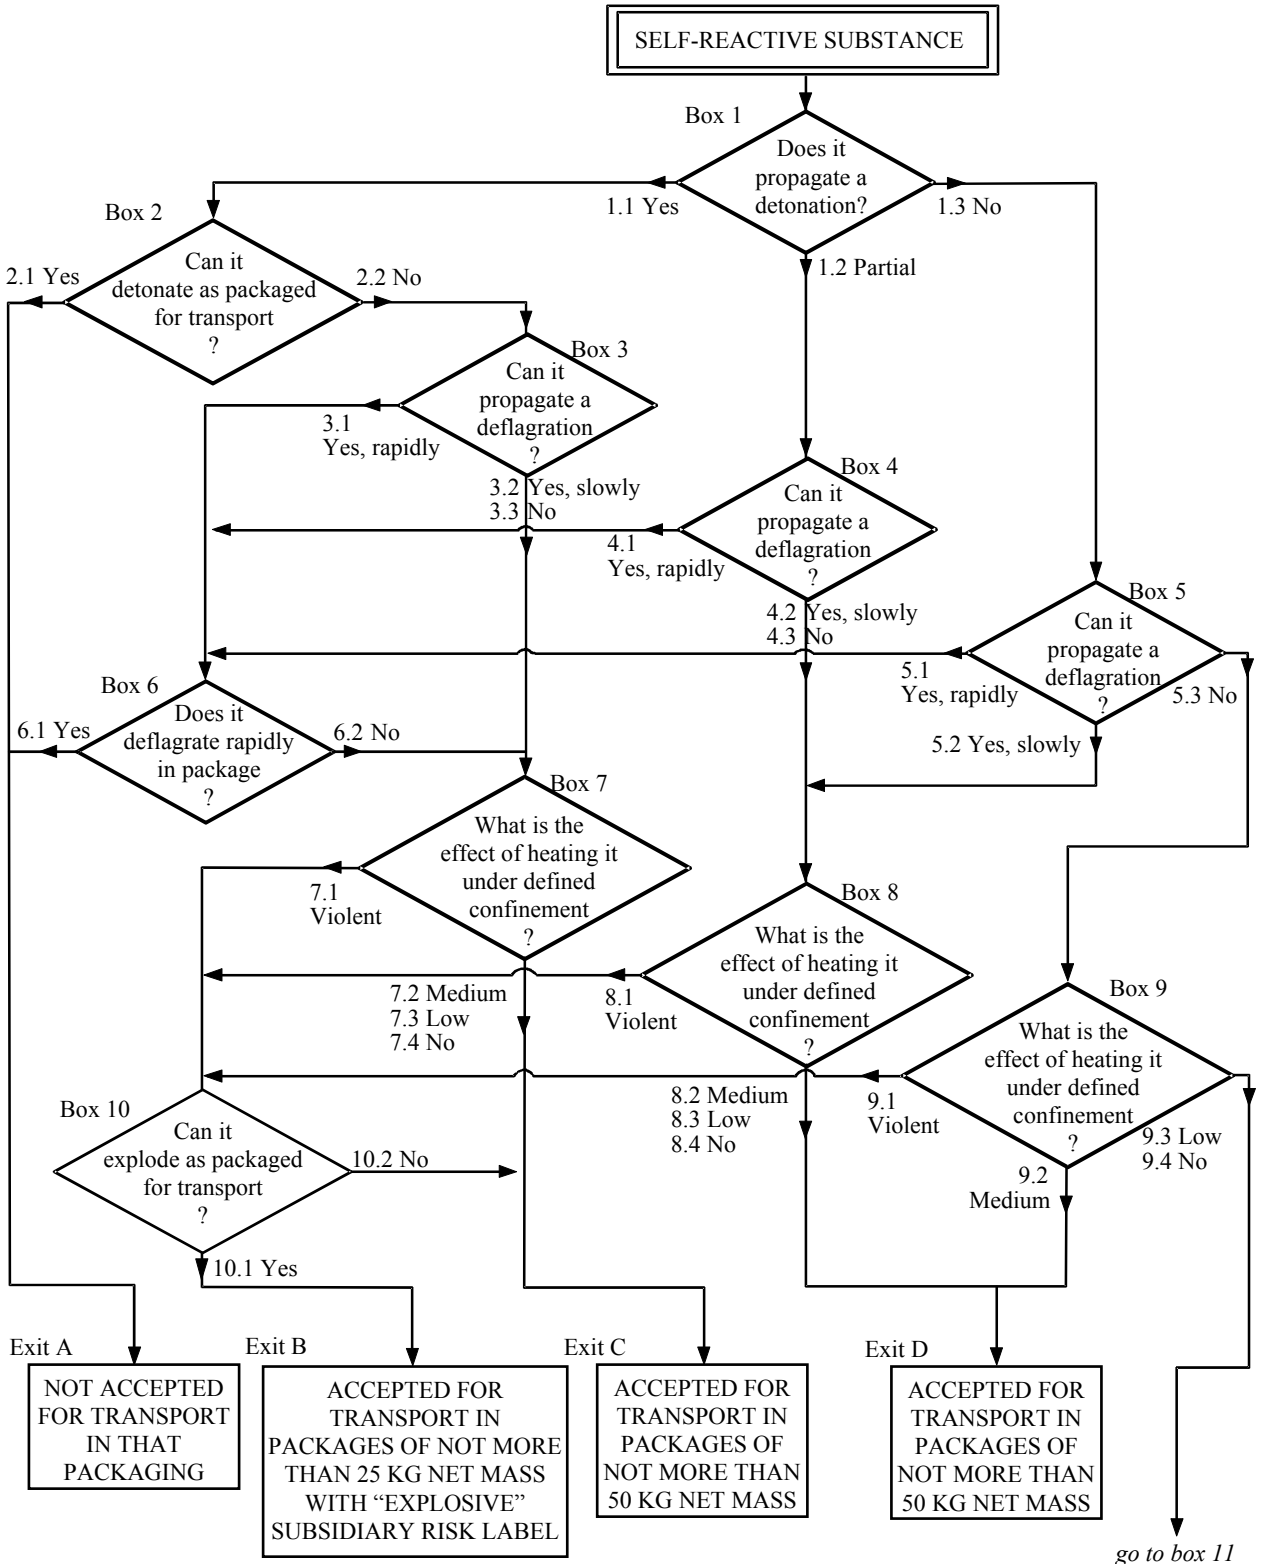 SELF-REACTIVE SUBSTANCE
Box 1
Does it
propagate a
detonation?
1.1 Yes
1.3 No
1.2 Partial
Box 2
Can it
detonate as packaged
for transport
?
2.1 Yes
2.2 No
Box 3
Can it
propagate a
deflagration
?
3.1
Yes, rapidly
3.2 Yes, slowly
3.3 No
Box 4
Can it
propagate a
deflagration
?
4.1
Yes, rapidly
4.2 Yes, slowly
4.3 No
Box 5
Can it
propagate a
deflagration
?
5.1
Yes, rapidly
5.3 No
5.2 Yes, slowly
Box 6
Does it
deflagrate rapidly
in package
?
6.1 Yes
6.2 No
Box 7
What is the
effect of heating it
under defined
confinement
?
7.1
Violent
7.2 Medium
7.3 Low
7.4 No
Box 8
What is the
effect of heating it
under defined
confinement
?
8.1
Violent
8.2 Medium
8.3 Low
8.4 No
Box 9
What is the
effect of heating it
under defined
confinement
?
9.1
Violent
9.3 Low
9.4 No
9.2
Medium
Box 10
Can it
explode as packaged
for transport
?
10.2 No
10.1 Yes
Exit A
NOT ACCEPTED
FOR TRANSPORT
IN THAT
PACKAGING
Exit B
ACCEPTED FOR
TRANSPORT IN
PACKAGES OF NOT MORE
THAN 25 KG NET MASS
WITH “EXPLOSIVE”
SUBSIDIARY RISK LABEL
Exit C
ACCEPTED FOR
TRANSPORT IN
PACKAGES OF
NOT MORE THAN
50 KG NET MASS
Exit D
ACCEPTED FOR
TRANSPORT IN
PACKAGES OF
NOT MORE THAN
50 KG NET MASS
go to box 11